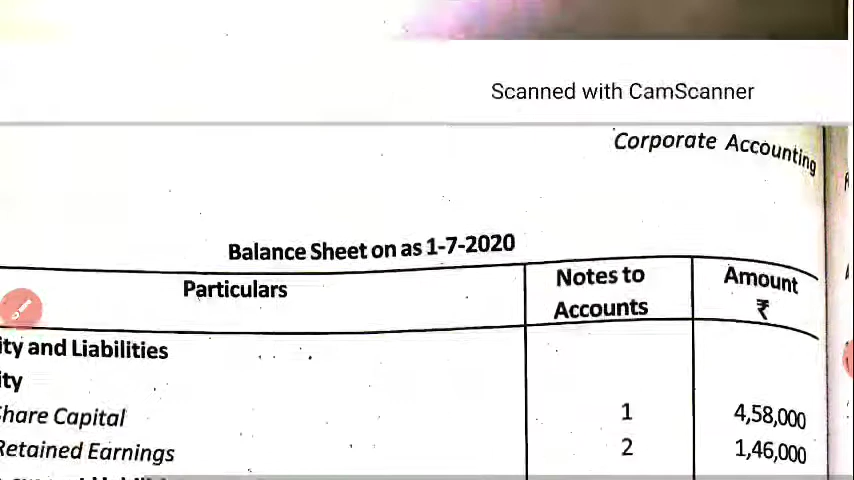 Scanned with CamScanner
Corporate Accounting
Balance Sheet on as 1-7-2020
Particulars
Notes to Accounts
Amount ₹
ity and Liabilities
ity
Share Capital 1 4,58,000
Retained Earnings 2 1,46,000